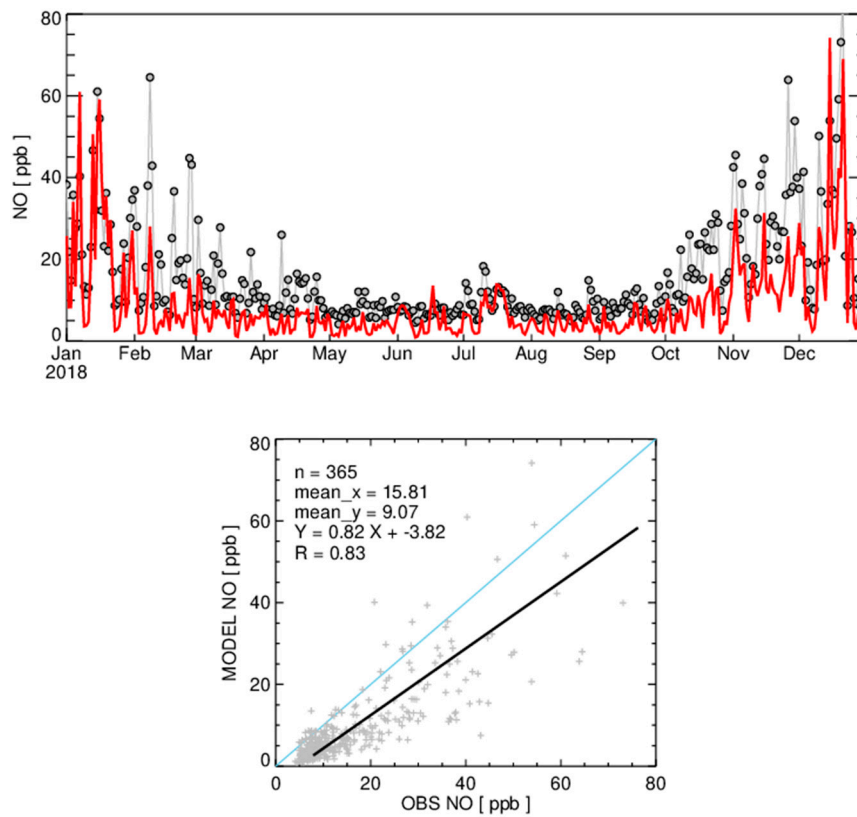 80
60
40
20
0
NO [ ppb ]
Jan Feb Mar Apr May Jun Jul Aug Sep Oct Nov Dec
2018
80
60
40
20
0
MODEL NO [ ppb ]
n = 365
mean_x = 15.81
mean_y = 9.07
Y = 0.82 X + -3.82
R = 0.83
0 20 40 60 80
OBS NO [ ppb ]